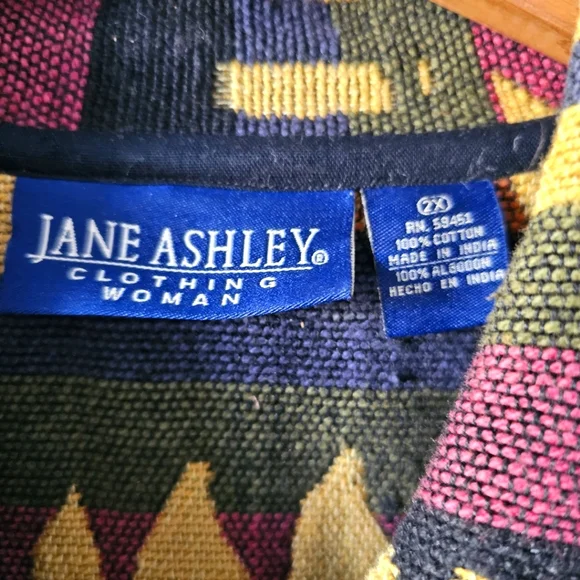 JANE ASHLEY®
CLOTHING
WOMAN
2X
RN. 59451
100% COTTON
MADE IN INDIA
100% ALGODON
HECHO EN INDIA